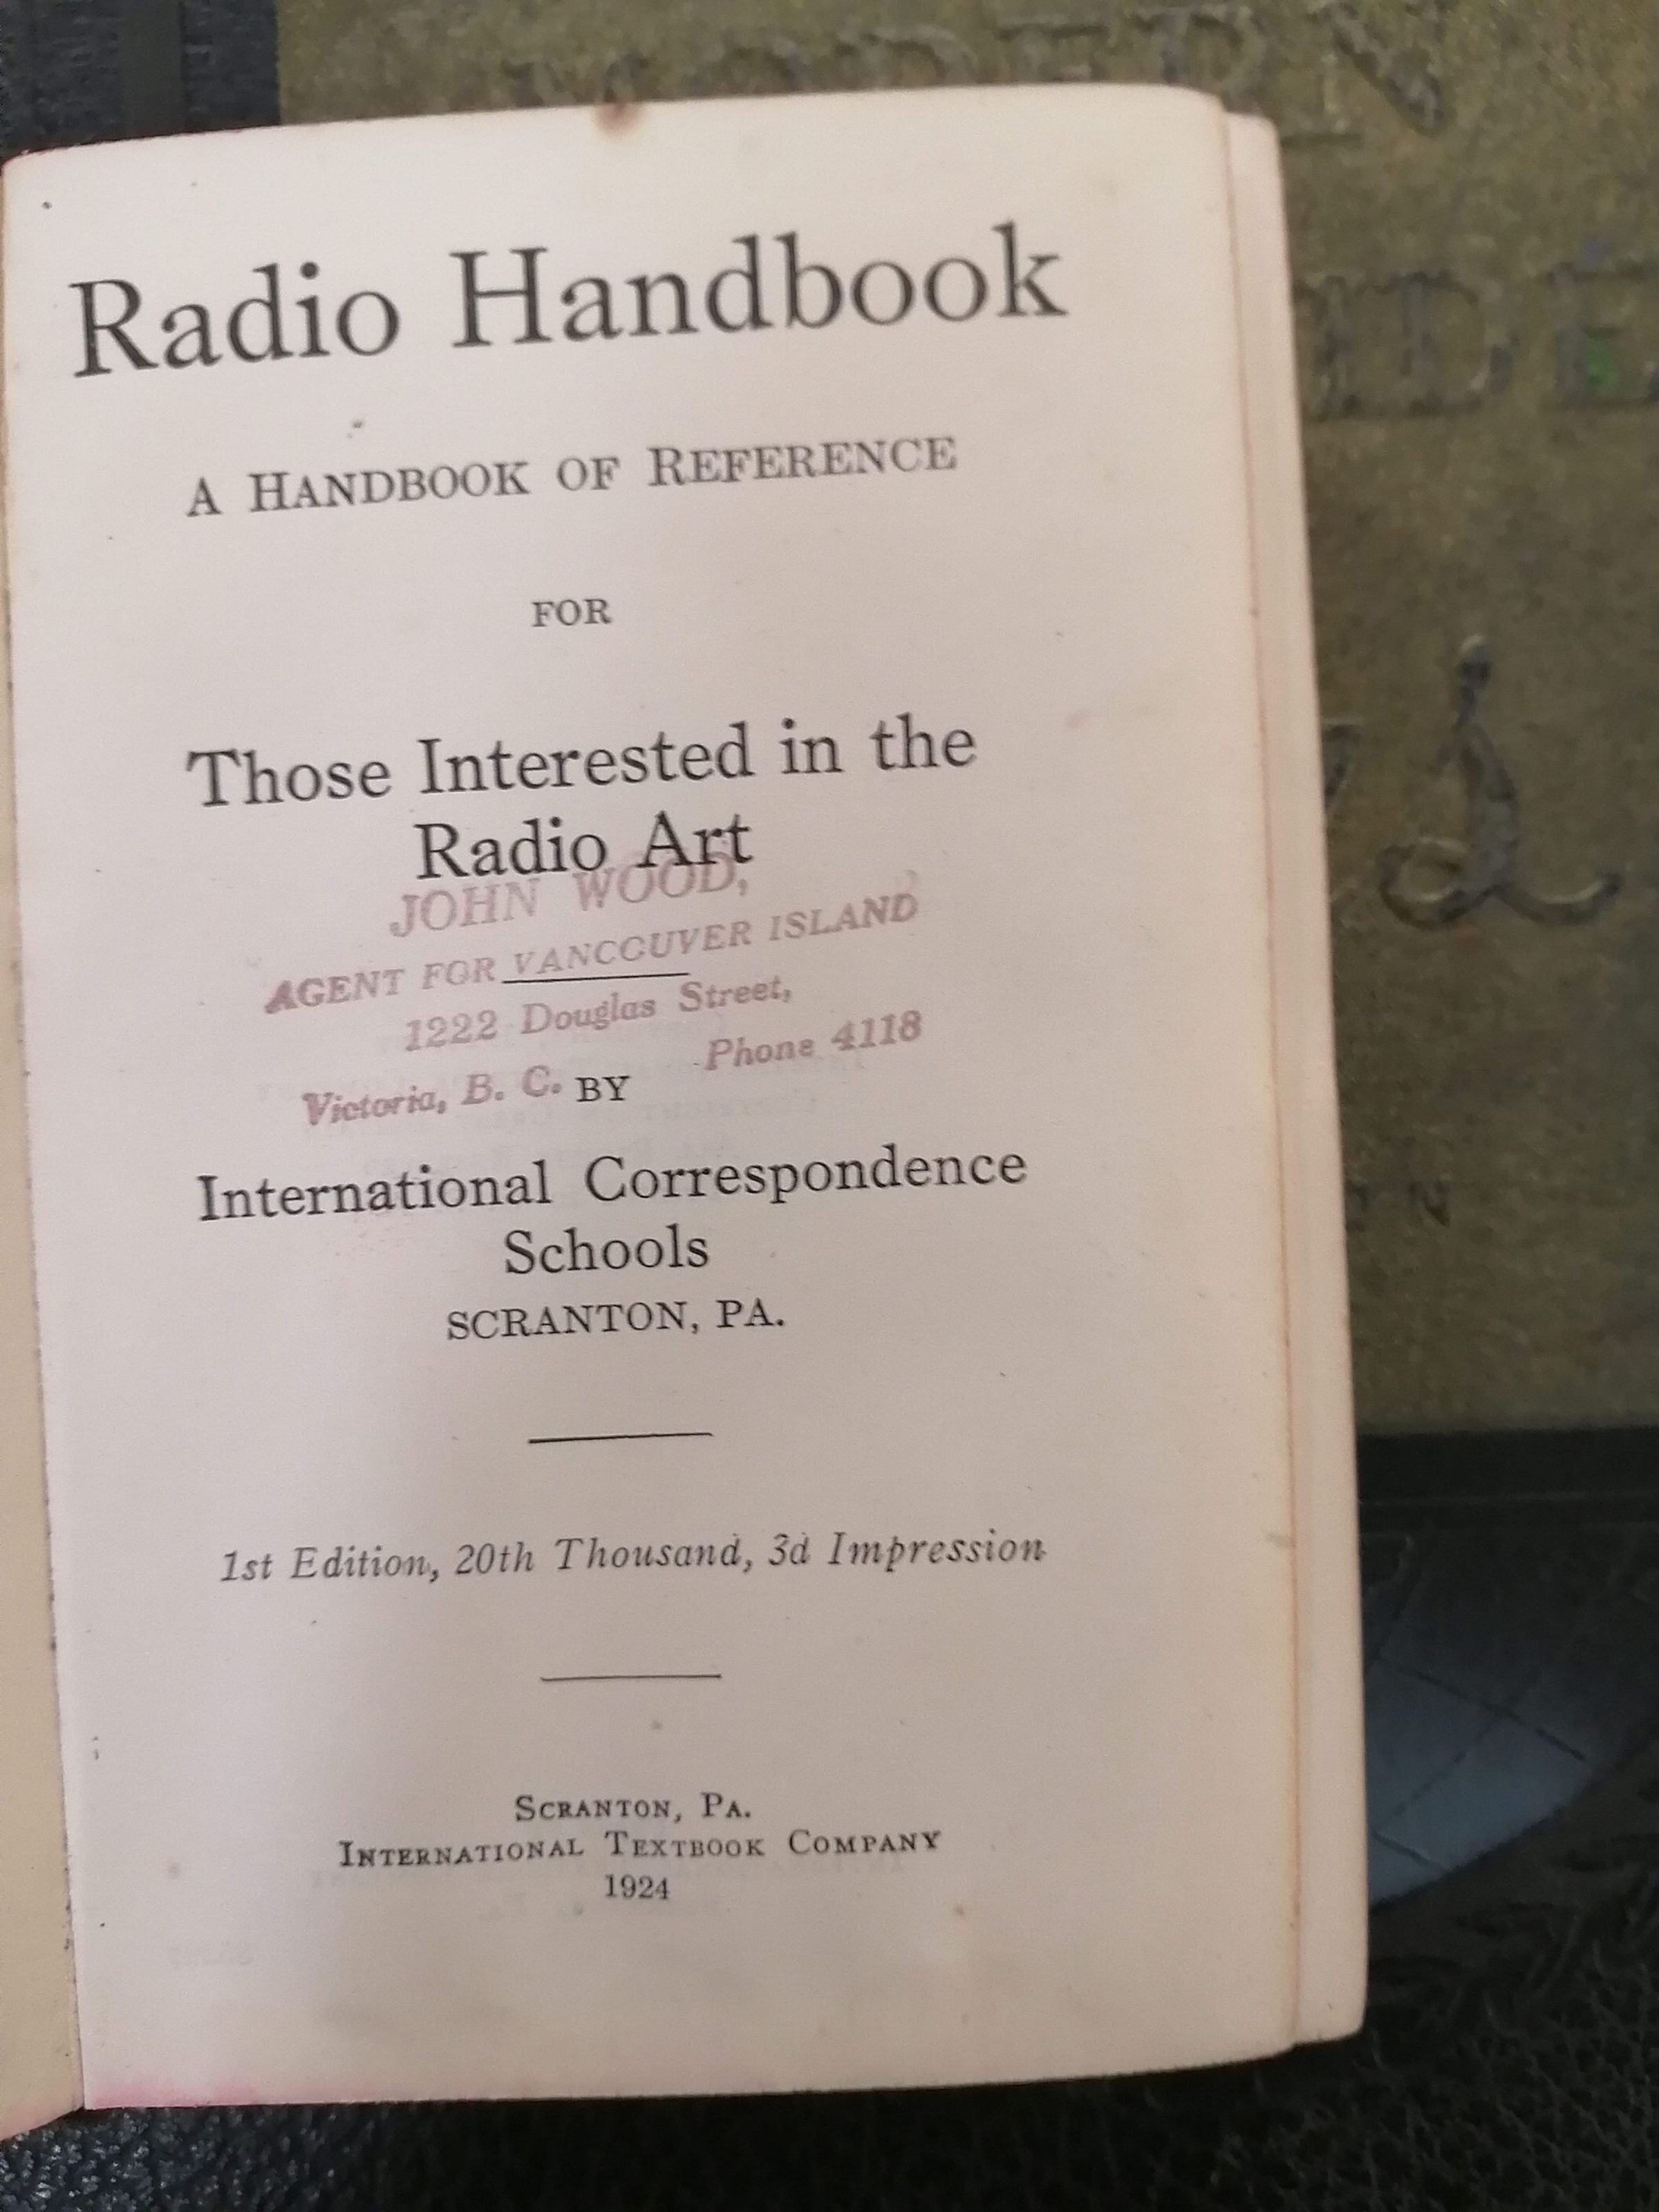 MODERN
Radio Handbook
A HANDBOOK OF REFERENCE
FOR
Those Interested in the
Radio Art
JOHN WOOD,
AGENT FOR VANCOUVER ISLAND
1222 Douglas Street,
Phone 4118
Victoria, B. C.
BY
International Correspondence
Schools
SCRANTON, PA.
1st Edition, 20th Thousand, 3d Impression
SCRANTON, PA.
INTERNATIONAL TEXTBOOK COMPANY
1924